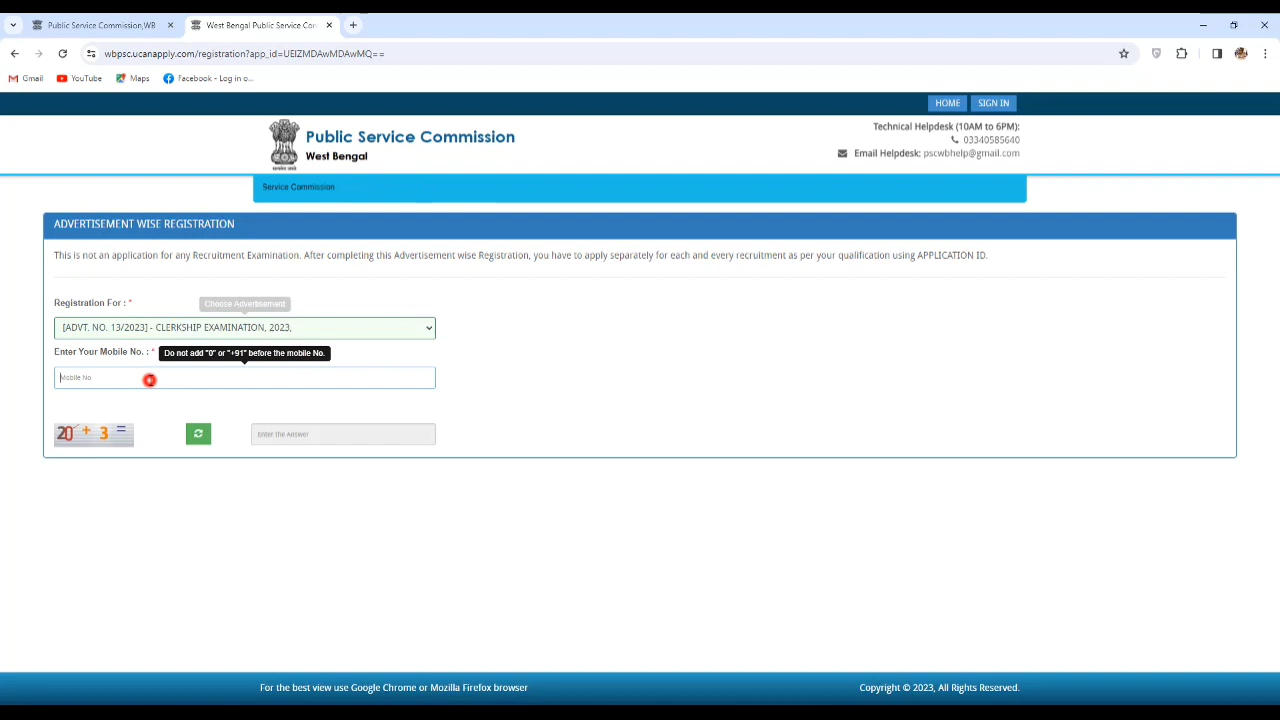 Public Service Commission,WB
West Bengal Public Service Co
wbpsc.ucanapply.com/registration?app_id=UElZMDAwMDAwMQ==
Gmail YouTube Maps Facebook - Log in o...
HOME SIGN IN
Public Service Commission
West Bengal
Technical Helpdesk (10AM to 6PM):
03340585640
Email Helpdesk: pscwbhelp@gmail.com
Service Commission
ADVERTISEMENT WISE REGISTRATION
This is not an application for any Recruitment Examination. After completing this Advertisement wise Registration, you have to apply separately for each and every recruitment as per your qualification using APPLICATION ID.
Registration For : *
Choose Advertisement
[ADVT. NO. 13/2023] - CLERKSHIP EXAMINATION, 2023,
Enter Your Mobile No. : *
Do not add "0" or "+91" before the mobile No.
Mobile No
20 + 3 =
Enter the Answer
For the best view use Google Chrome or Mozilla Firefox browser
Copyright © 2023, All Rights Reserved.